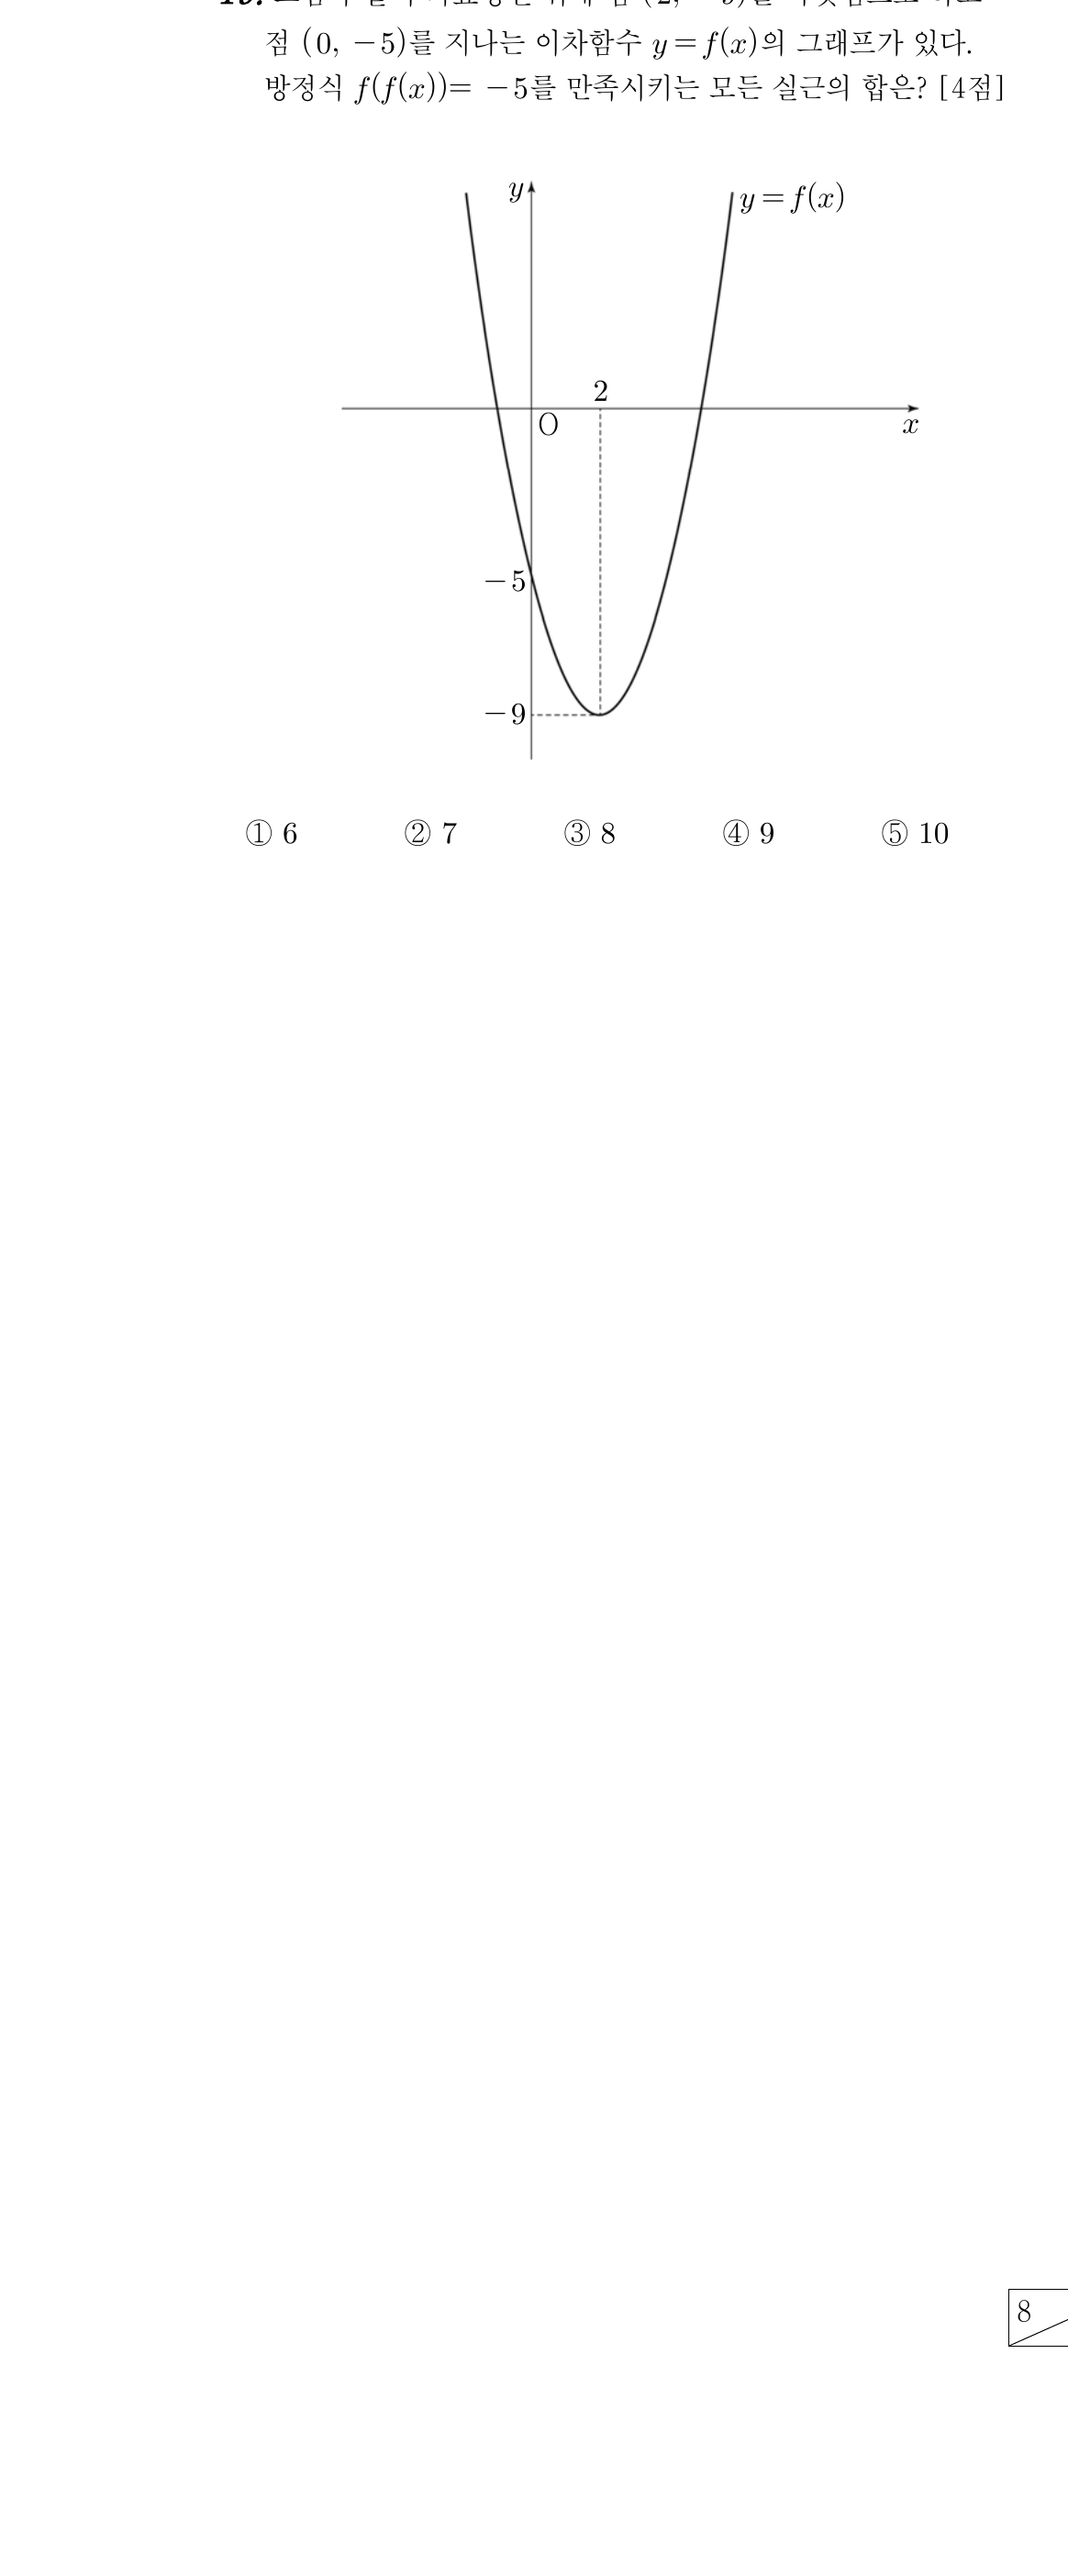 점 (0, −5)를 지나는 이차함수 y=f(x)의 그래프가 있다.
방정식 f(f(x))= −5를 만족시키는 모든 실근의 합은? [4점]
y
y=f(x)
2
O
x
−5
−9
① 6 ② 7 ③ 8 ④ 9 ⑤ 10
8